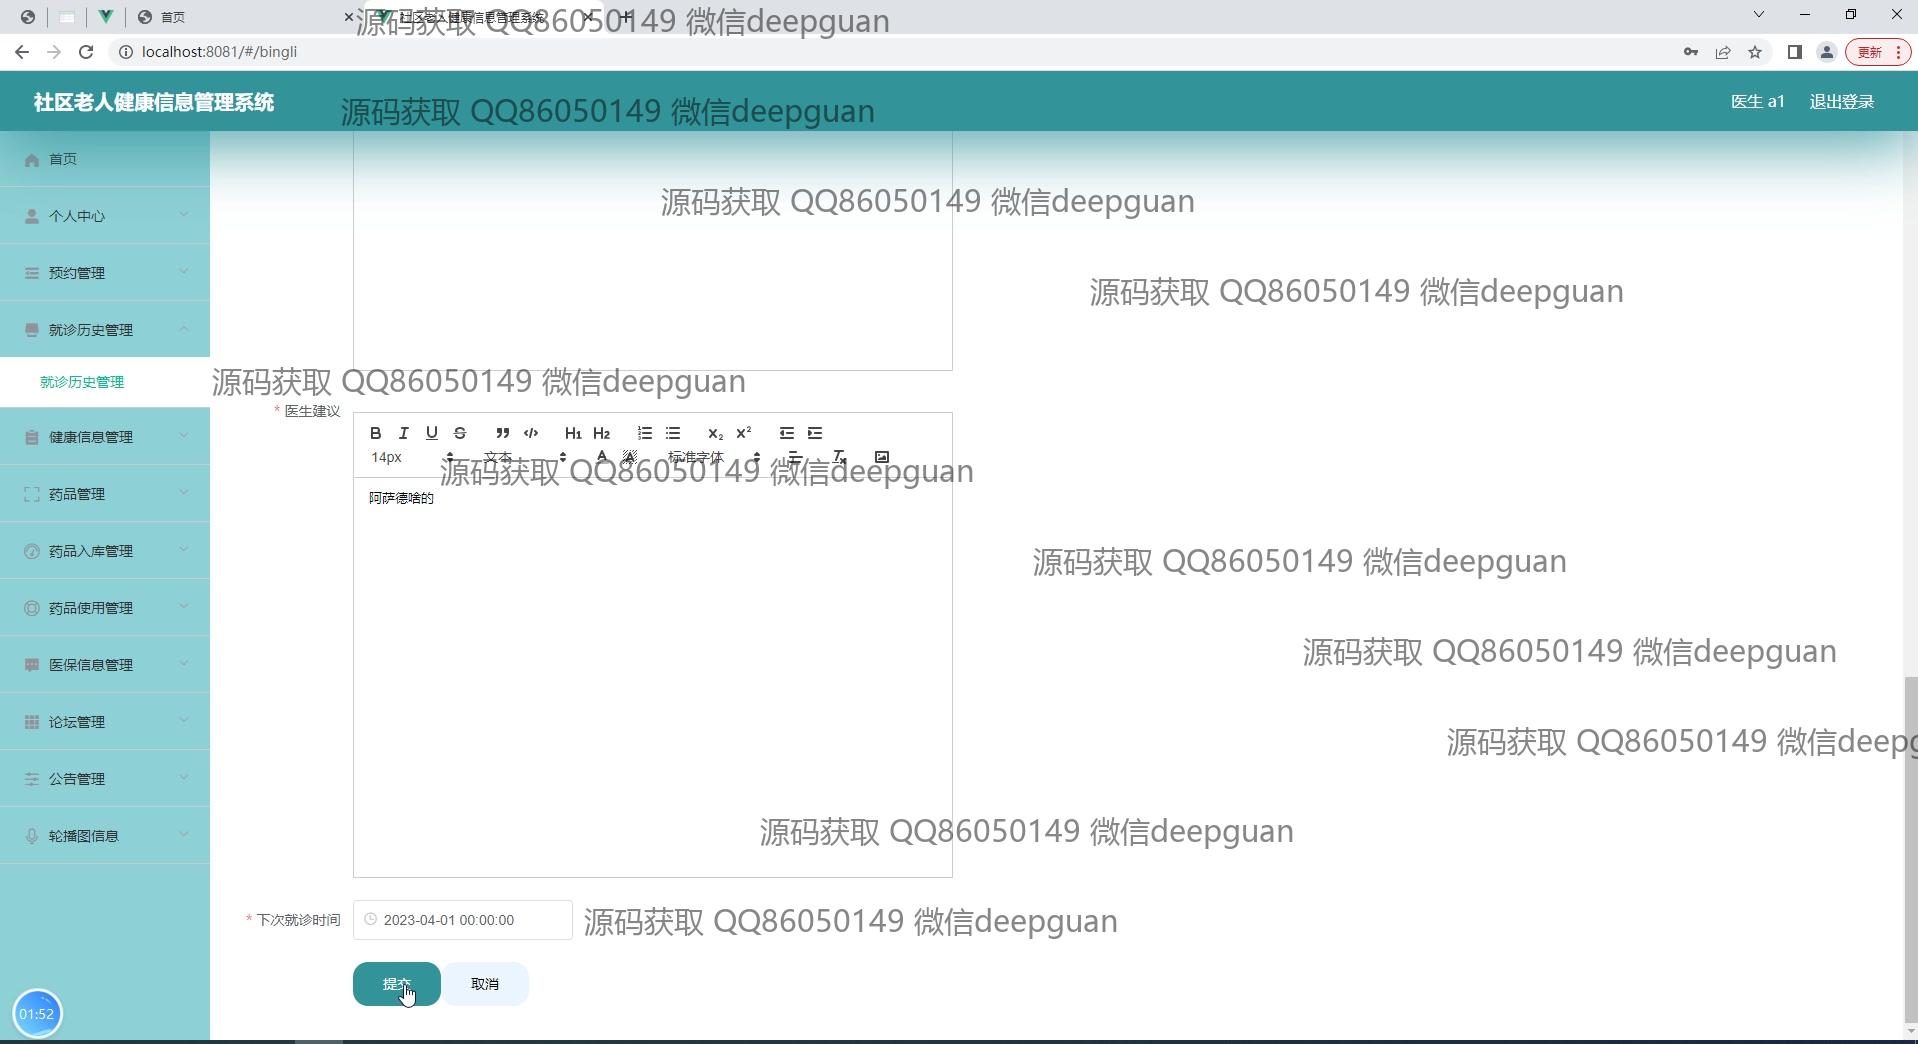 首页
社区老人健康信息管理系统
源码获取 QQ86050149 微信deepguan
localhost:8081/#/bingli
更新
社区老人健康信息管理系统
源码获取 QQ86050149 微信deepguan
医生 a1
退出登录
首页
个人中心
源码获取 QQ86050149 微信deepguan
预约管理
源码获取 QQ86050149 微信deepguan
就诊历史管理
就诊历史管理
源码获取 QQ86050149 微信deepguan
* 医生建议
健康信息管理
B I U S H1 H2 X2 X2
14px 文本 标准字体
源码获取 QQ86050149 微信deepguan
药品管理
阿萨德啥的
药品入库管理
源码获取 QQ86050149 微信deepguan
药品使用管理
医保信息管理
源码获取 QQ86050149 微信deepguan
论坛管理
源码获取 QQ86050149 微信deepg
公告管理
轮播图信息
源码获取 QQ86050149 微信deepguan
* 下次就诊时间
2023-04-01 00:00:00
源码获取 QQ86050149 微信deepguan
提交
取消
01:52